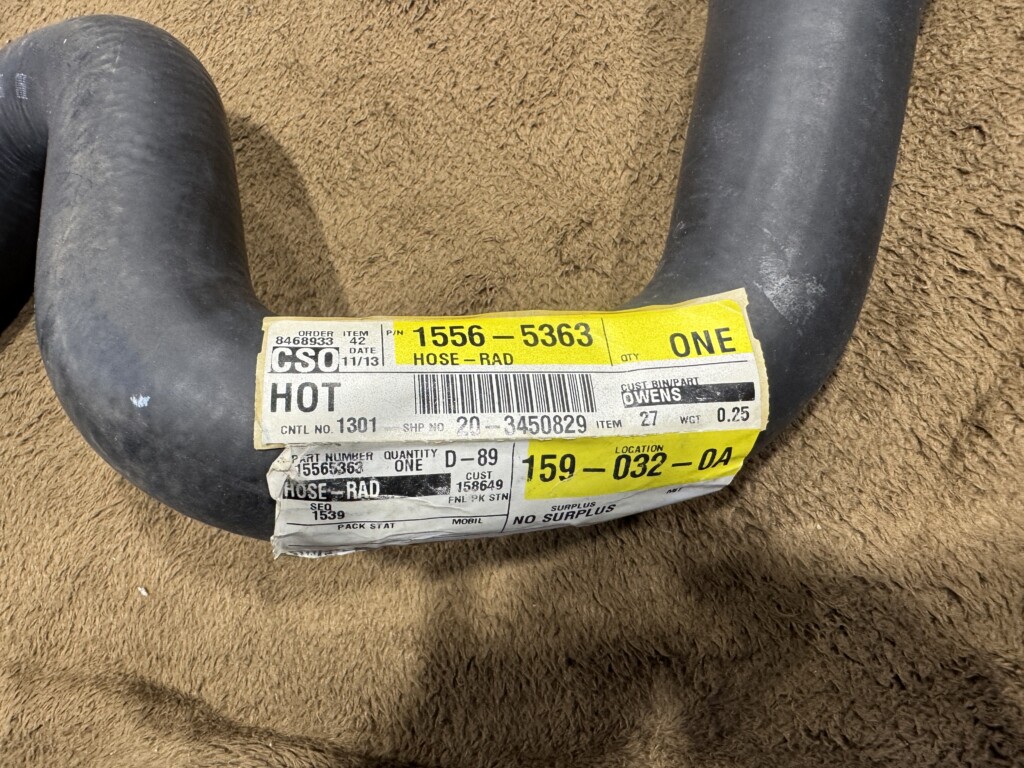 ORDER ITEM P/N 1556-5363 QTY ONE
8468933 42
CSO DATE 11/13 HOSE-RAD
HOT CUST BIN/PART
OWENS
CNTL NO. 1301 SHP NO. 20-3450829 ITEM 27 WGT 0.25
PART NUMBER QUANTITY D-89 LOCATION
15565363 ONE 159-032-0A
HOSE-RAD CUST
158649
SEQ FNL PK STN
1539 SURPLUS
PACK STAT MOBIL NO SURPLUS